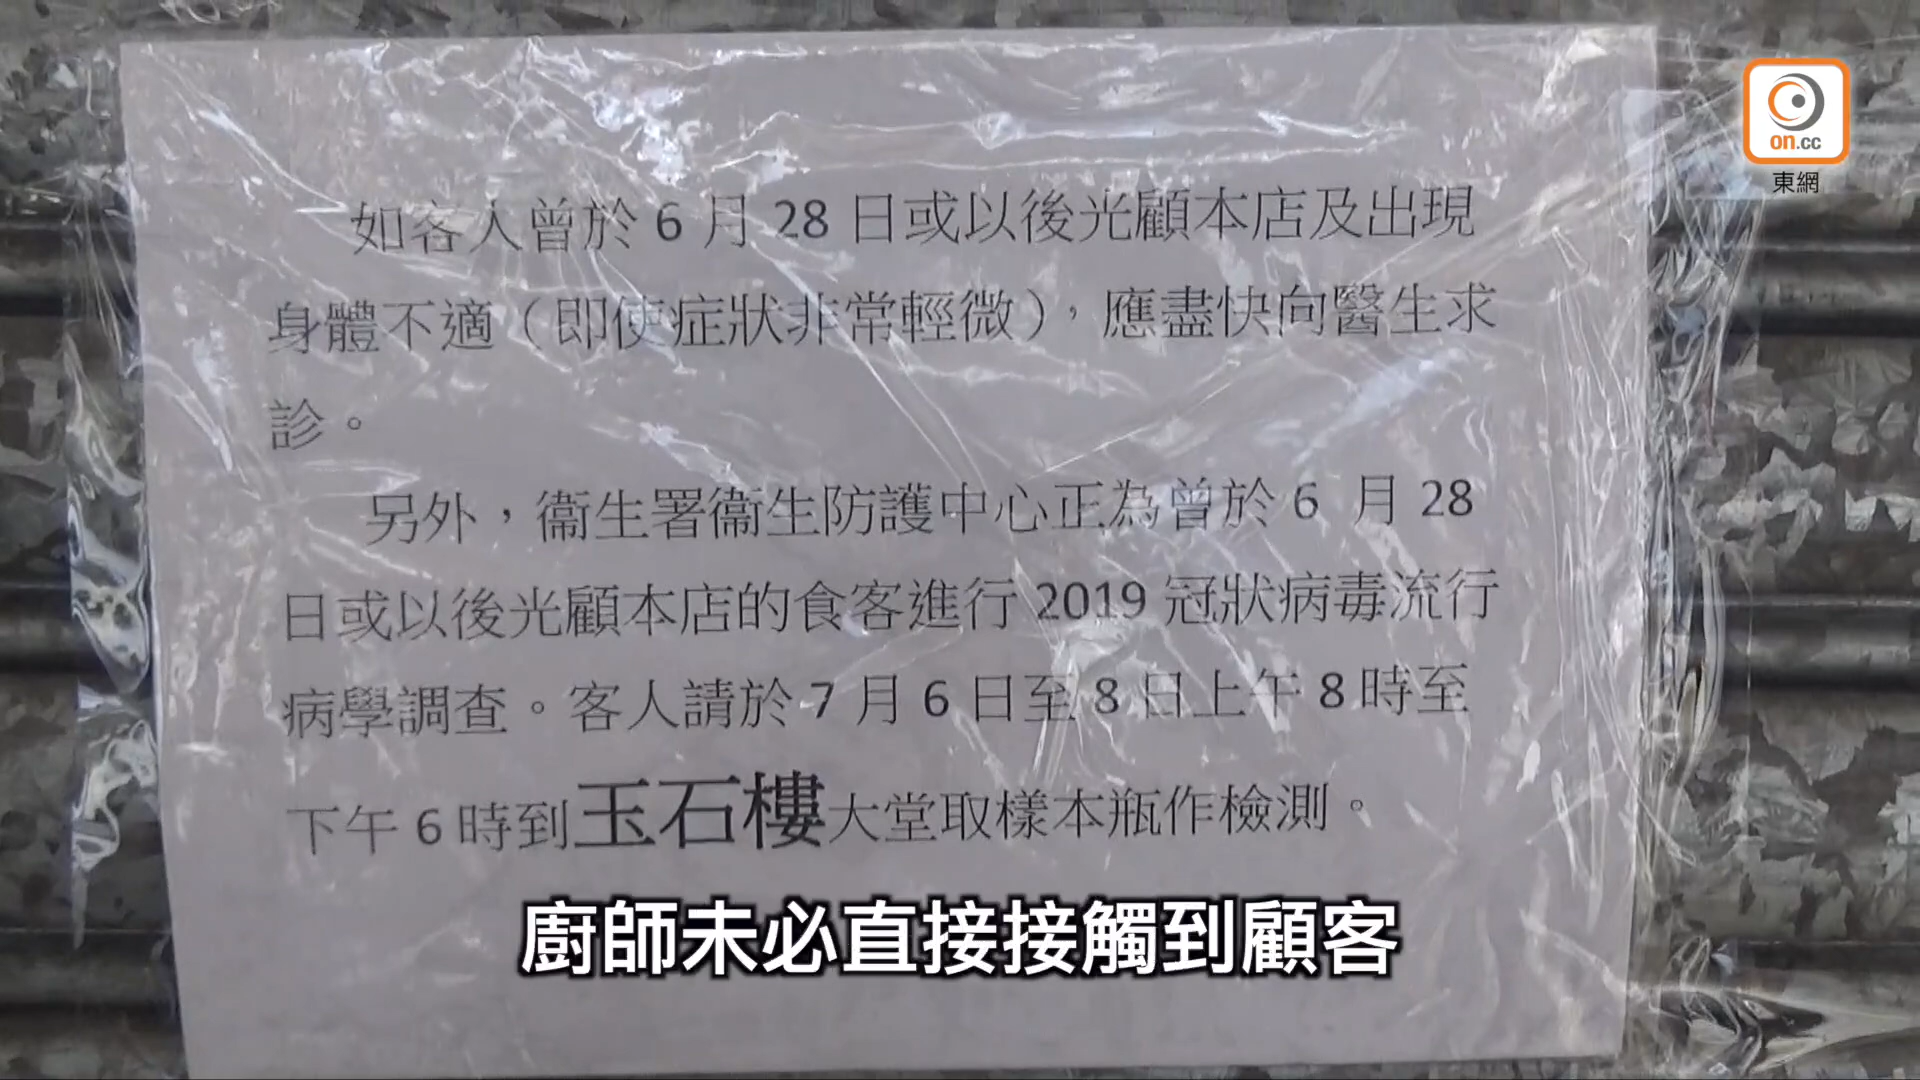 on.cc
東網
如客人曾於 6 月 28 日或以後光顧本店及出現
身體不適（即使症狀非常輕微），應盡快向醫生求
診。
另外，衞生署衞生防護中心正為曾於 6 月 28
日或以後光顧本店的食客進行 2019 冠狀病毒流行
病學調查。客人請於 7 月 6 日至 8 日上午 8 時至
下午 6 時到玉石樓大堂取樣本瓶作檢測。
廚師未必直接接觸到顧客